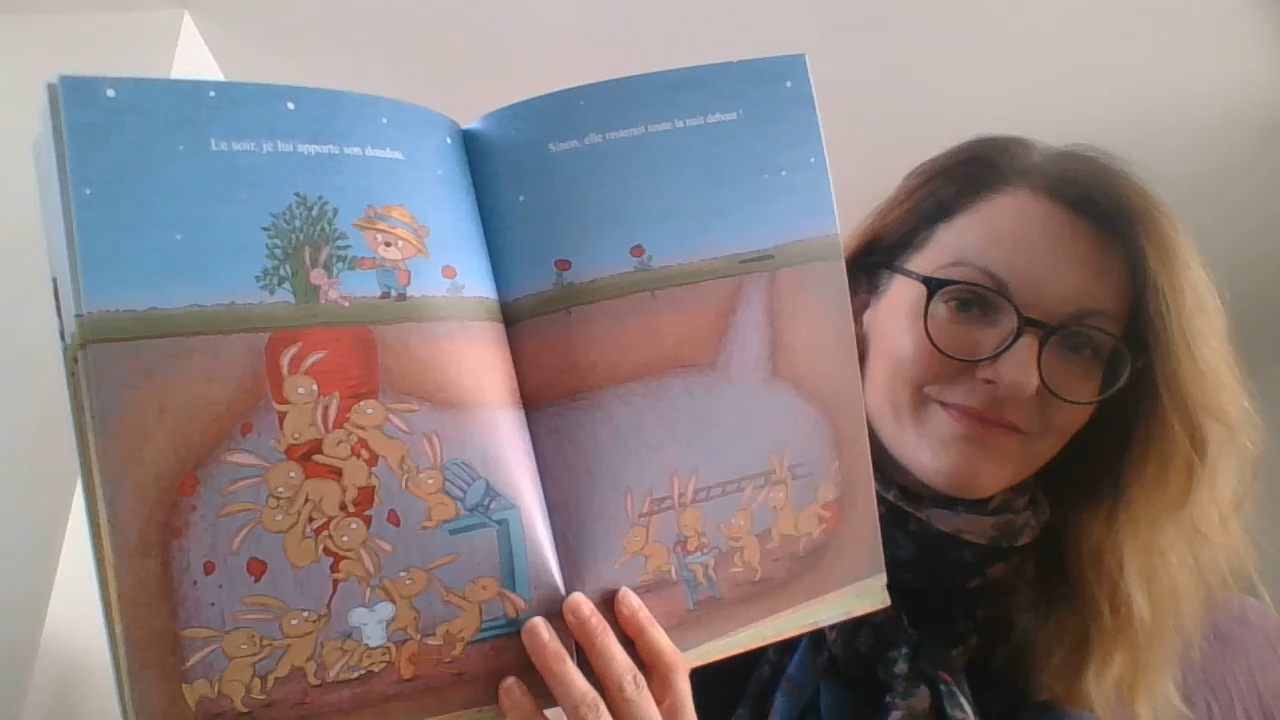 Le soir, je lui apporte son doudou.
Sinon, elle resterait toute la nuit debout !